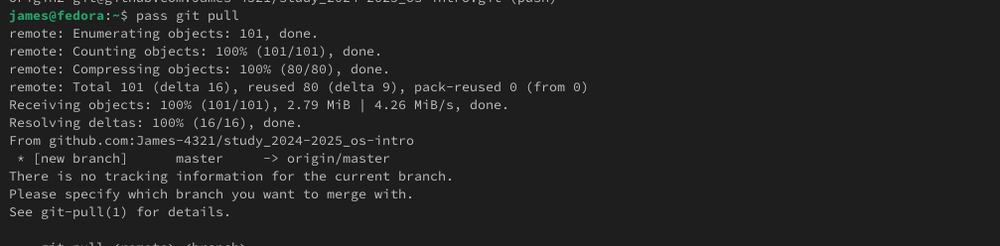 origin git@github.com:James-4321/study_2024-2025_os-intro.git (push)
james@fedora:~$ pass git pull
remote: Enumerating objects: 101, done.
remote: Counting objects: 100% (101/101), done.
remote: Compressing objects: 100% (80/80), done.
remote: Total 101 (delta 16), reused 80 (delta 9), pack-reused 0 (from 0)
Receiving objects: 100% (101/101), 2.79 MiB | 4.26 MiB/s, done.
Resolving deltas: 100% (16/16), done.
From github.com:James-4321/study_2024-2025_os-intro
 * [new branch]      master     -> origin/master
There is no tracking information for the current branch.
Please specify which branch you want to merge with.
See git-pull(1) for details.
    git pull <remote> <branch>